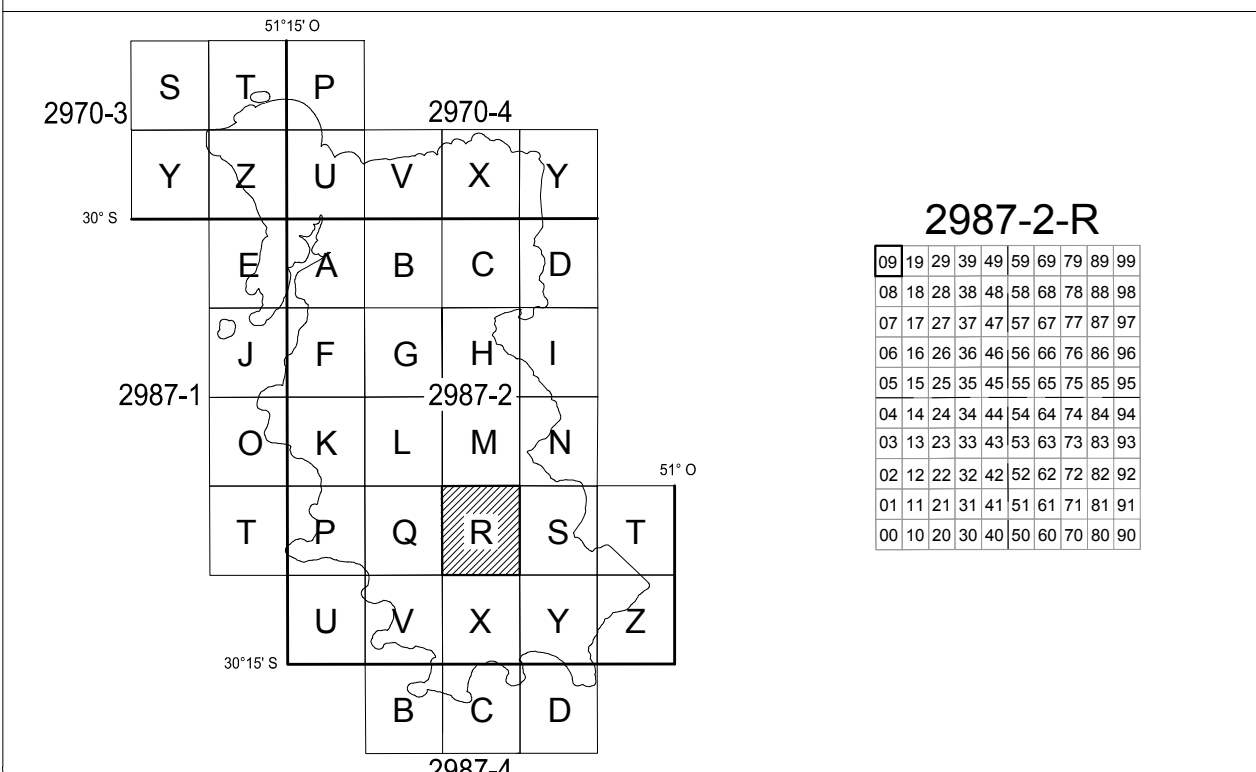 51°15' O
S T P
2970-3 2970-4
Y Z U V X Y
30° S
E A B C D
J F G H I
2987-1 2987-2
O K L M N
51° O
T P Q R S T
U V X Y Z
30°15' S
B C D
2987-4
2987-2-R
09 19 29 39 49 59 69 79 89 99
08 18 28 38 48 58 68 78 88 98
07 17 27 37 47 57 67 77 87 97
06 16 26 36 46 56 66 76 86 96
05 15 25 35 45 55 65 75 85 95
04 14 24 34 44 54 64 74 84 94
03 13 23 33 43 53 63 73 83 93
02 12 22 32 42 52 62 72 82 92
01 11 21 31 41 51 61 71 81 91
00 10 20 30 40 50 60 70 80 90